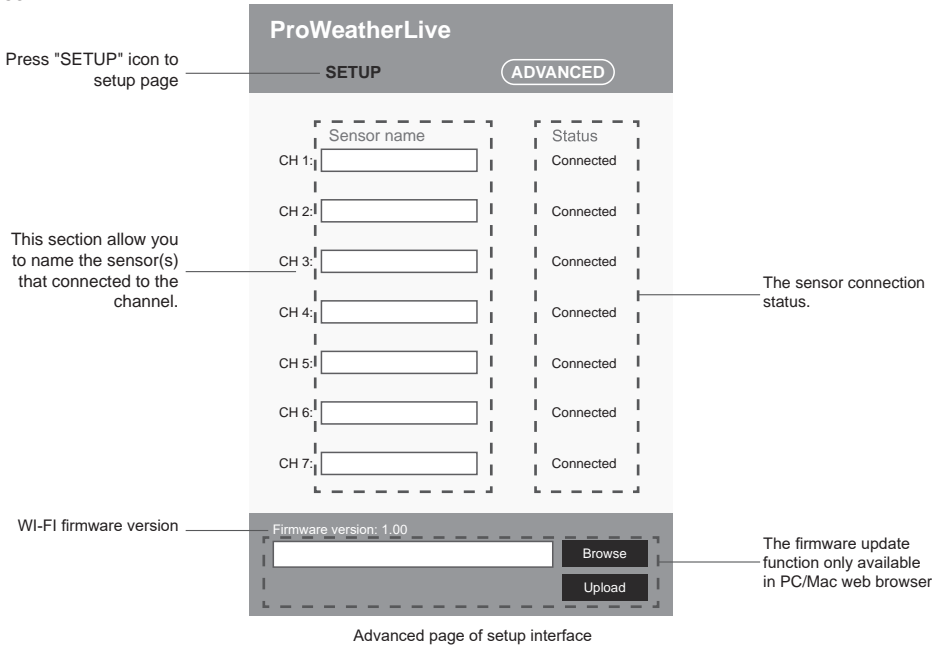 ProWeatherLive
Press "SETUP" icon to
setup page
SETUP
ADVANCED
Sensor name
Status
CH 1:
Connected
CH 2:
Connected
This section allow you
to name the sensor(s)
that connected to the
channel.
CH 3:
Connected
The sensor connection
status.
CH 4:
Connected
CH 5:
Connected
CH 6:
Connected
CH 7:
Connected
WI-FI firmware version
Firmware version: 1.00
Browse
Upload
The firmware update
function only available
in PC/Mac web browser
Advanced page of setup interface